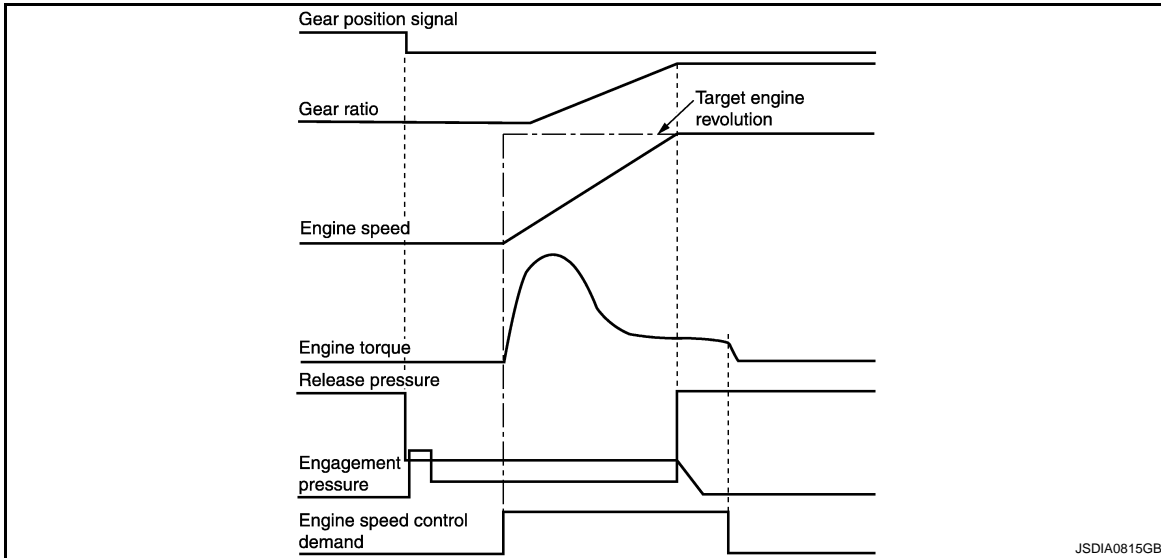 Gear position signal
Gear ratio
Target engine
revolution
Engine speed
Engine torque
Release pressure
Engagement
pressure
Engine speed control
demand
JSDIA0815GB